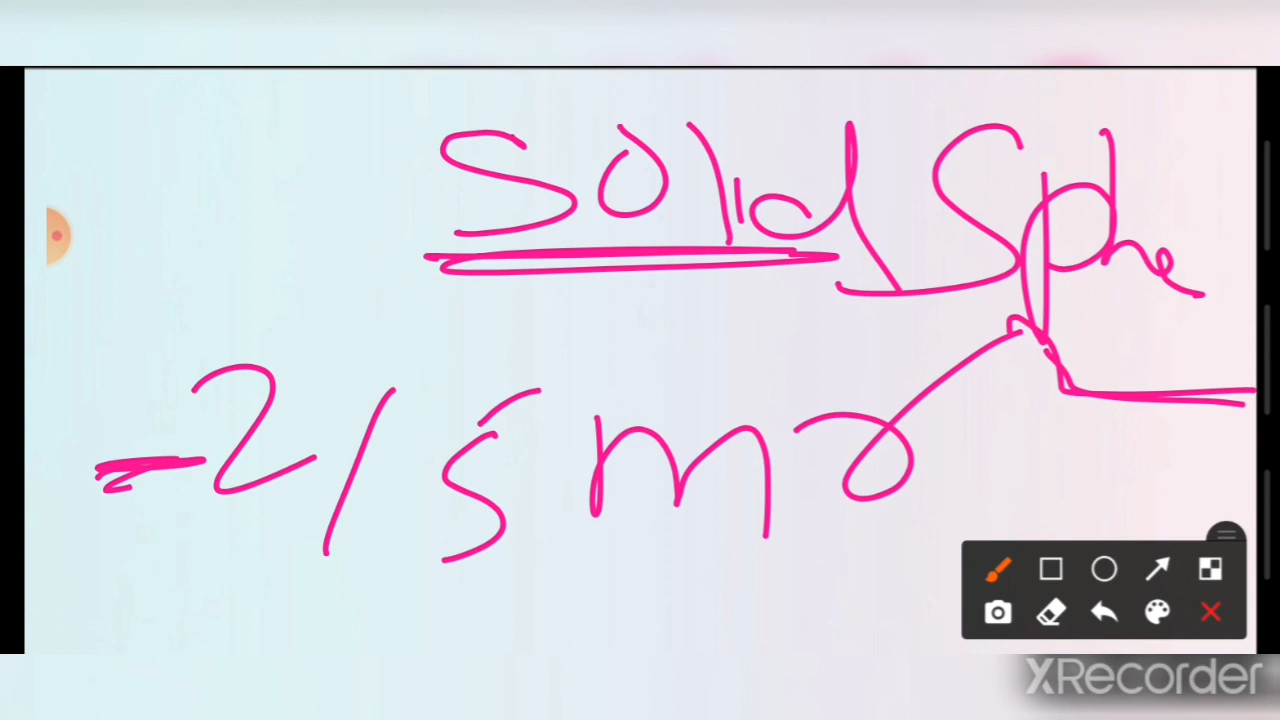 Solid Sphe
= 2/5 mr
XRecorder